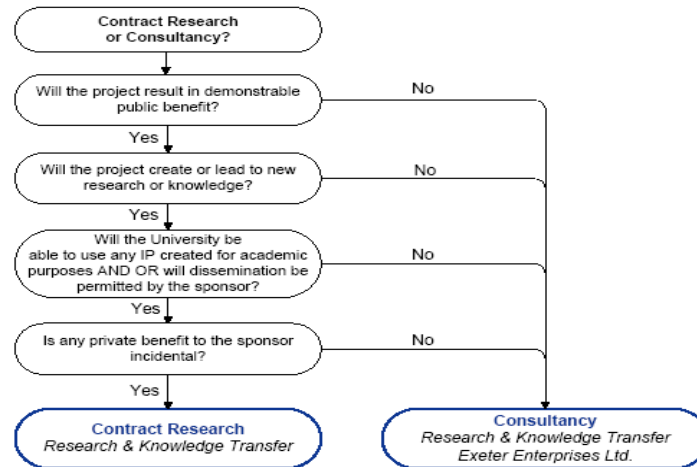 Contract Research
or Consultancy?
Will the project result in demonstrable
public benefit?
No
Yes
Will the project create or lead to new
research or knowledge?
No
Yes
Will the University be
able to use any IP created for academic
purposes AND OR will dissemination be
permitted by the sponsor?
No
Yes
Is any private benefit to the sponsor
incidental?
No
Yes
Contract Research
Research & Knowledge Transfer
Consultancy
Research & Knowledge Transfer
Exeter Enterprises Ltd.